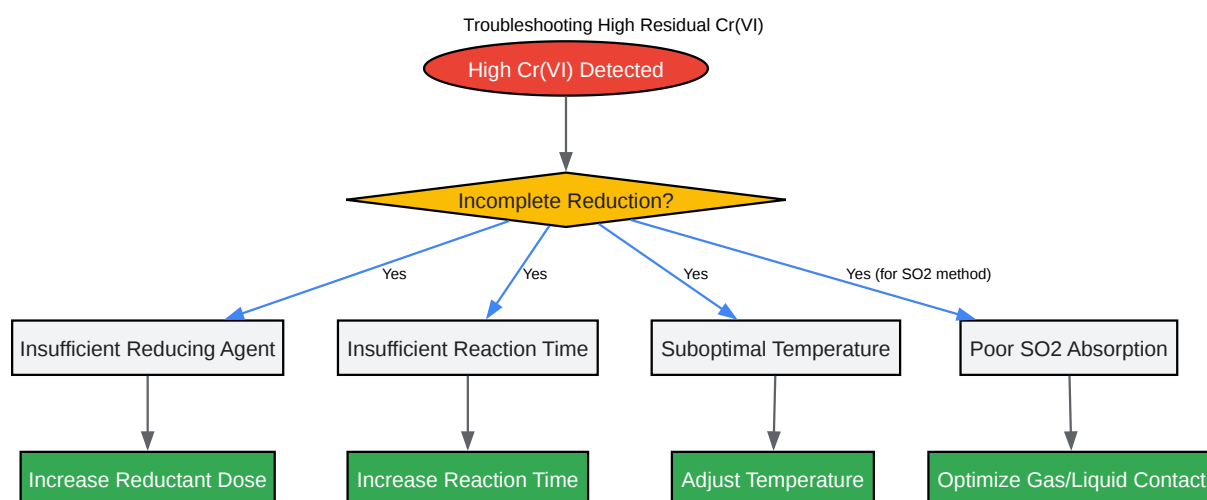 Troubleshooting High Residual Cr(VI)
High Cr(VI) Detected
Incomplete Reduction?
Yes
Yes
Yes
Yes (for SO2 method)
Insufficient Reducing Agent
Insufficient Reaction Time
Suboptimal Temperature
Poor SO2 Absorption
Increase Reductant Dose
Increase Reaction Time
Adjust Temperature
Optimize Gas/Liquid Contact